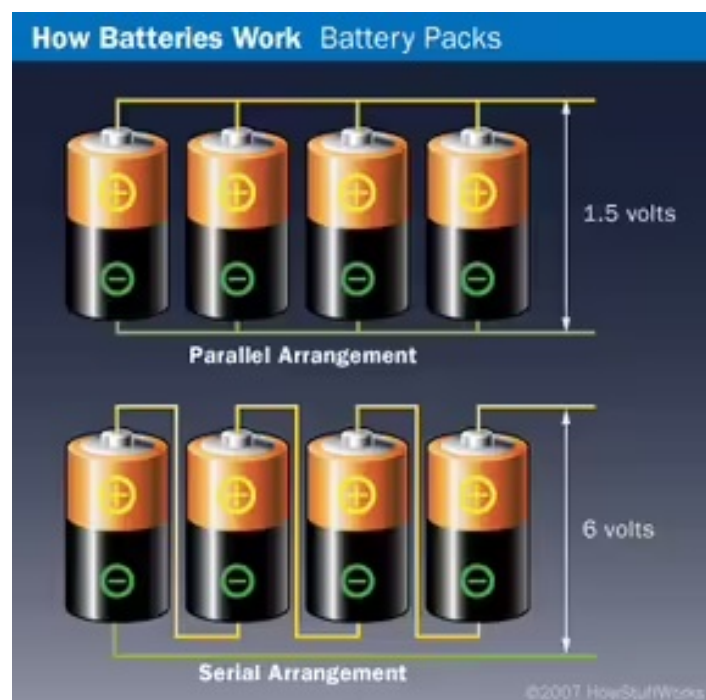 How Batteries Work Battery Packs
1.5 volts
Parallel Arrangement
6 volts
Serial Arrangement
©2007 HowStuffWorks